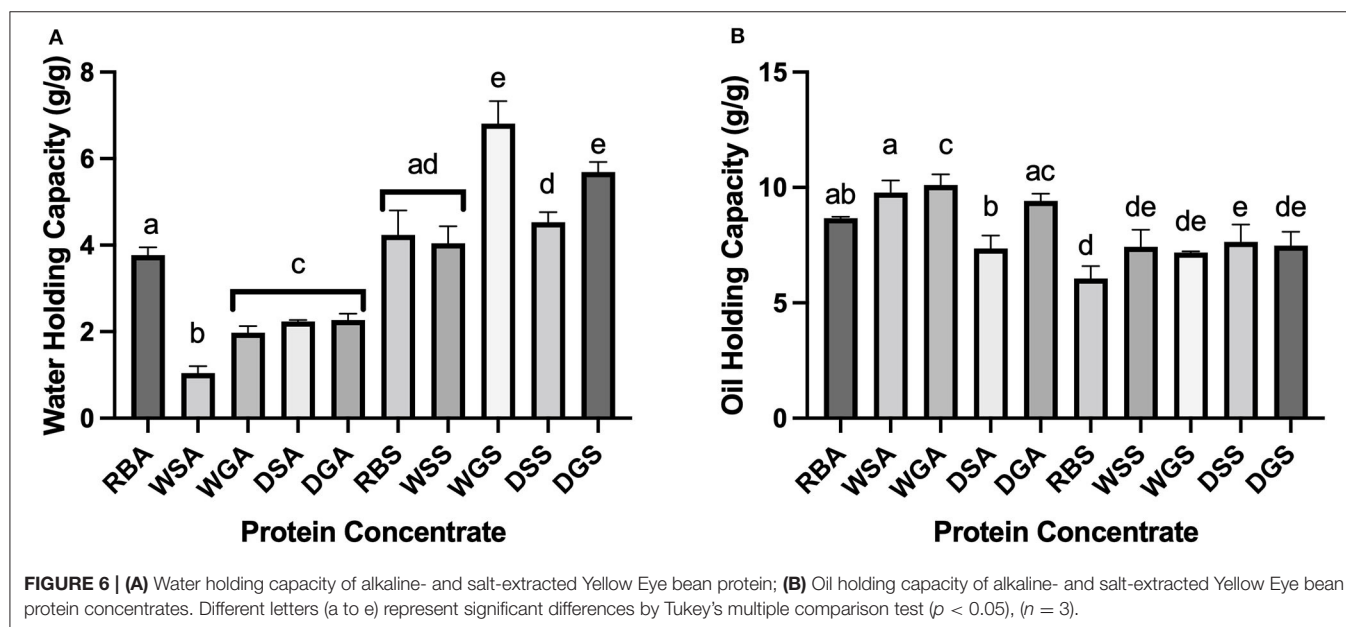 A
Water Holding Capacity (g/g)
8
6
4
2
0
a
b
c
ad
e
d
e
RBA
WSA
WGA
DSA
DGA
RBS
WSS
WGS
DSS
DGS
Protein Concentrate
B
Oil Holding Capacity (g/g)
15
10
5
0
ab
a
c
b
ac
d
de
de
e
de
RBA
WSA
WGA
DSA
DGA
RBS
WSS
WGS
DSS
DGS
Protein Concentrate
FIGURE 6 | (A) Water holding capacity of alkaline- and salt-extracted Yellow Eye bean protein; (B) Oil holding capacity of alkaline- and salt-extracted Yellow Eye bean
protein concentrates. Different letters (a to e) represent significant differences by Tukey's multiple comparison test (p < 0.05), (n = 3).